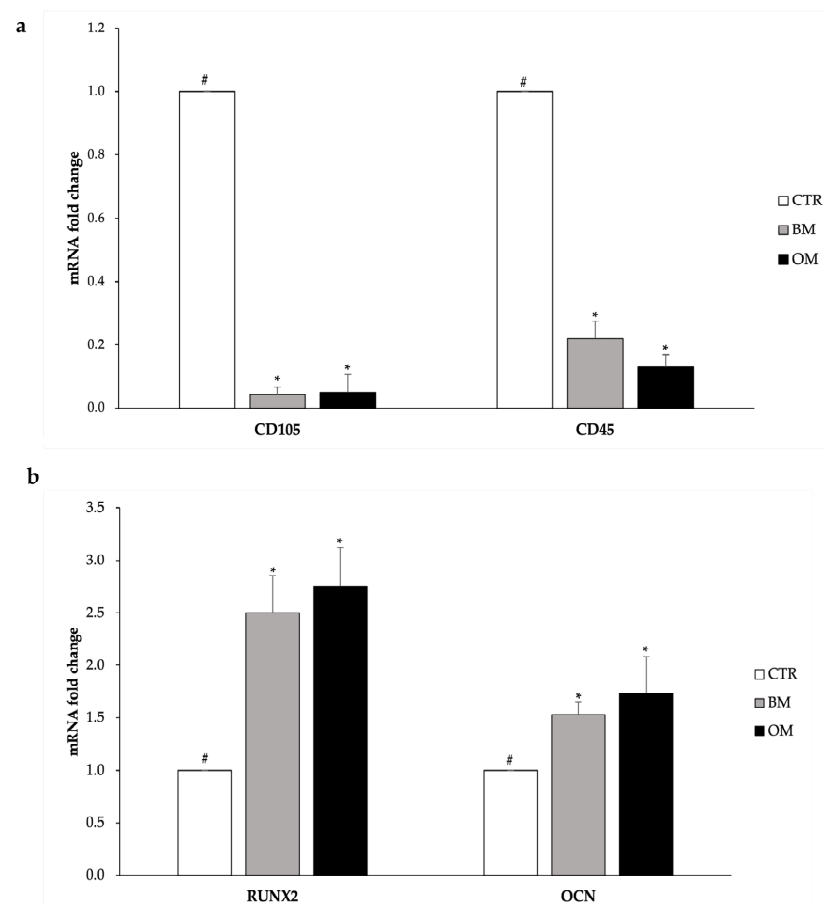 a
1.2
1.0
0.8
0.6
0.4
0.2
0.0
mRNA fold change
# * * # * *
CD105 CD45
CTR
BM
OM
b
3.5
3.0
2.5
2.0
1.5
1.0
0.5
0.0
mRNA fold change
# * * # * *
RUNX2 OCN
CTR
BM
OM